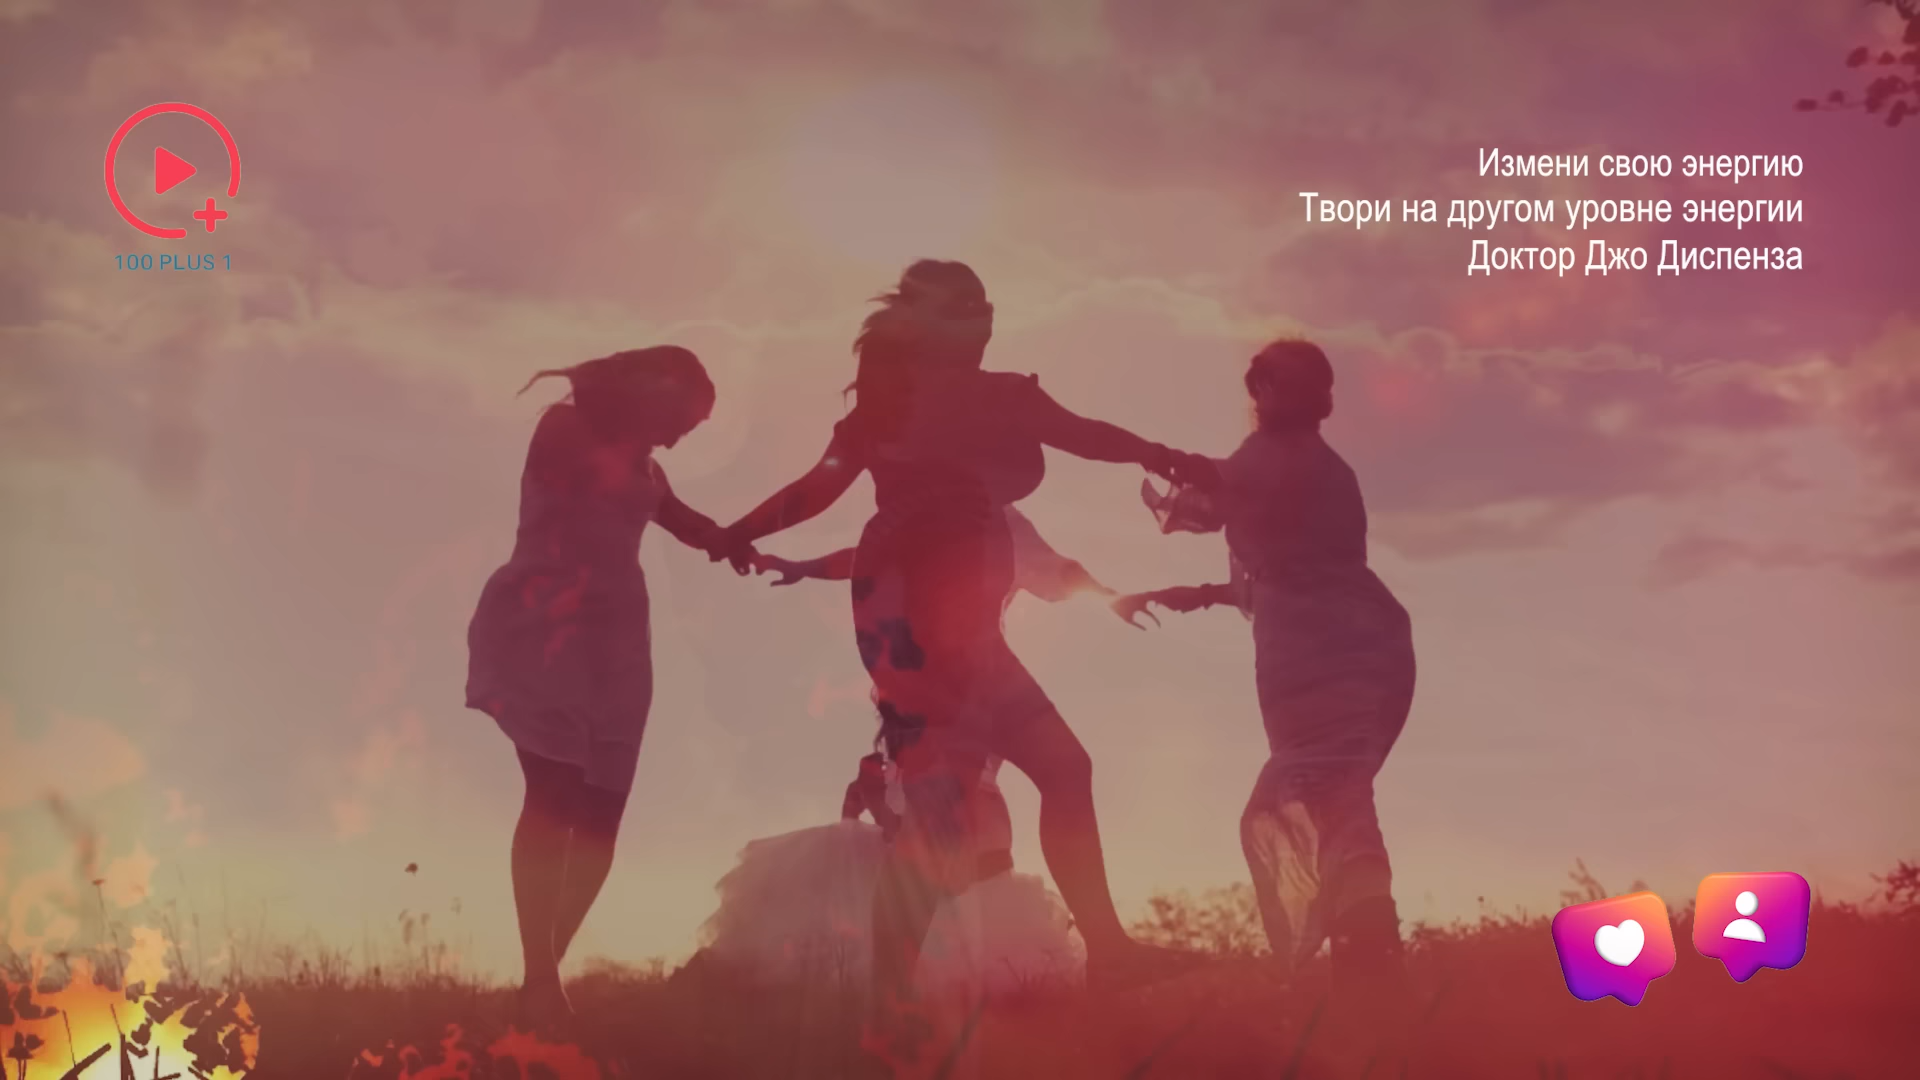 100 PLUS 1
Измени свою энергию
Твори на другом уровне энергии
Доктор Джо Диспенза